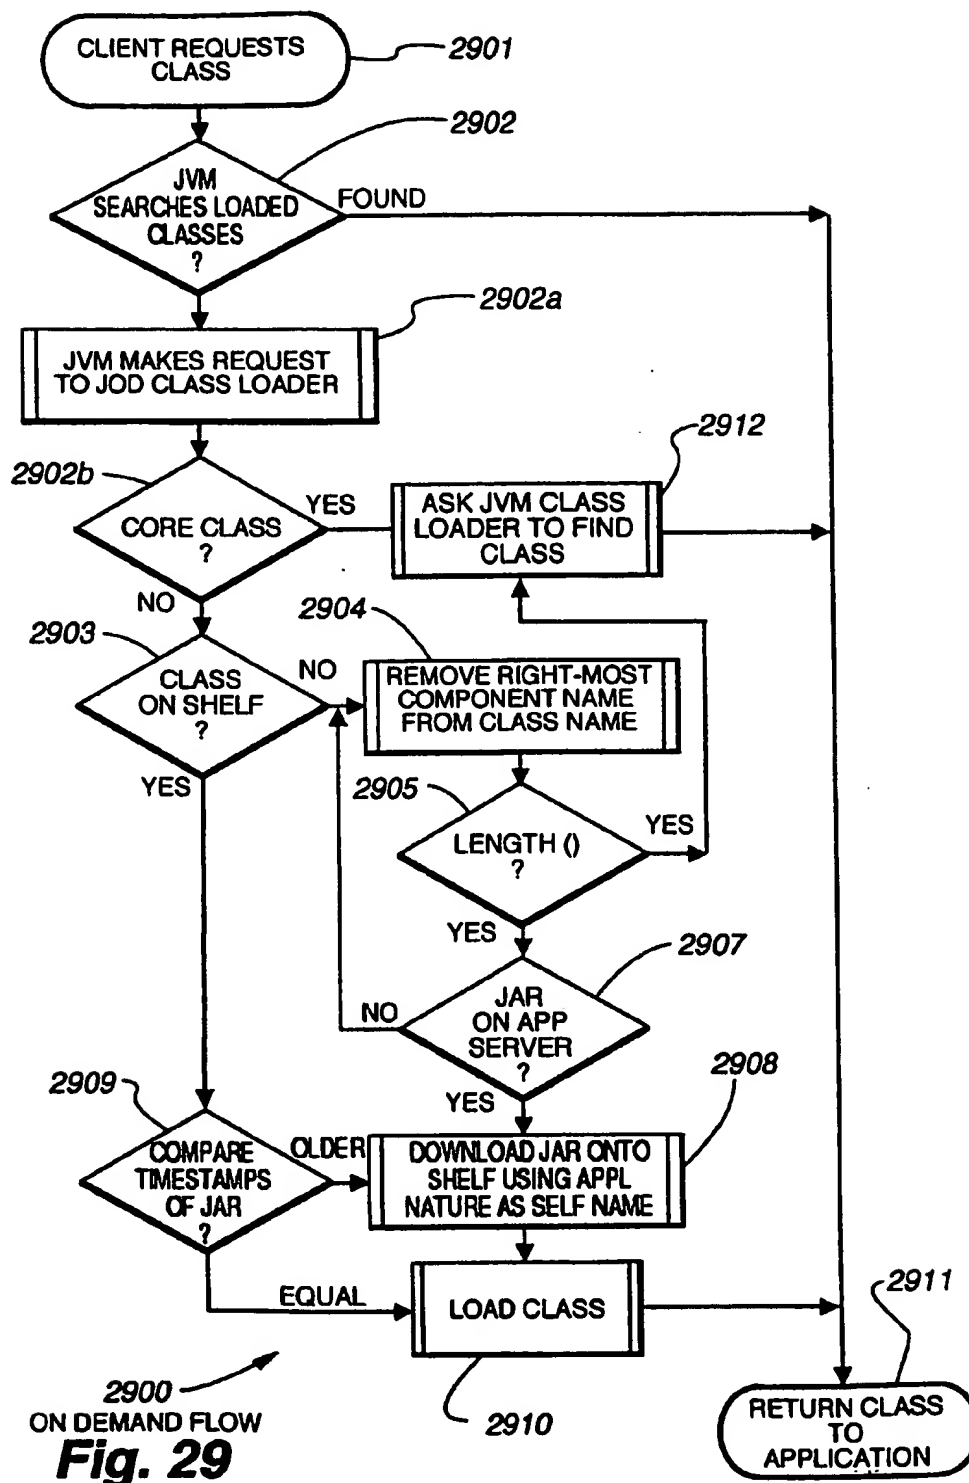 CLIENT REQUESTS
CLASS
2901
2902
JVM
SEARCHES LOADED
CLASSES
?
FOUND
2902a
JVM MAKES REQUEST
TO JOD CLASS LOADER
2902b
CORE CLASS
?
YES
NO
2912
ASK JVM CLASS
LOADER TO FIND
CLASS
2903
CLASS
ON SHELF
?
NO
YES
2904
REMOVE RIGHT-MOST
COMPONENT NAME
FROM CLASS NAME
2905
LENGTH ()
?
YES
YES
2907
JAR
ON APP
SERVER
?
NO
YES
2908
DOWNLOAD JAR ONTO
SHELF USING APPL
NATURE AS SELF NAME
2909
COMPARE
TIMESTAMPS
OF JAR
?
OLDER
EQUAL
LOAD CLASS
2910
2911
RETURN CLASS
TO
APPLICATION
2900
ON DEMAND FLOW
Fig. 29